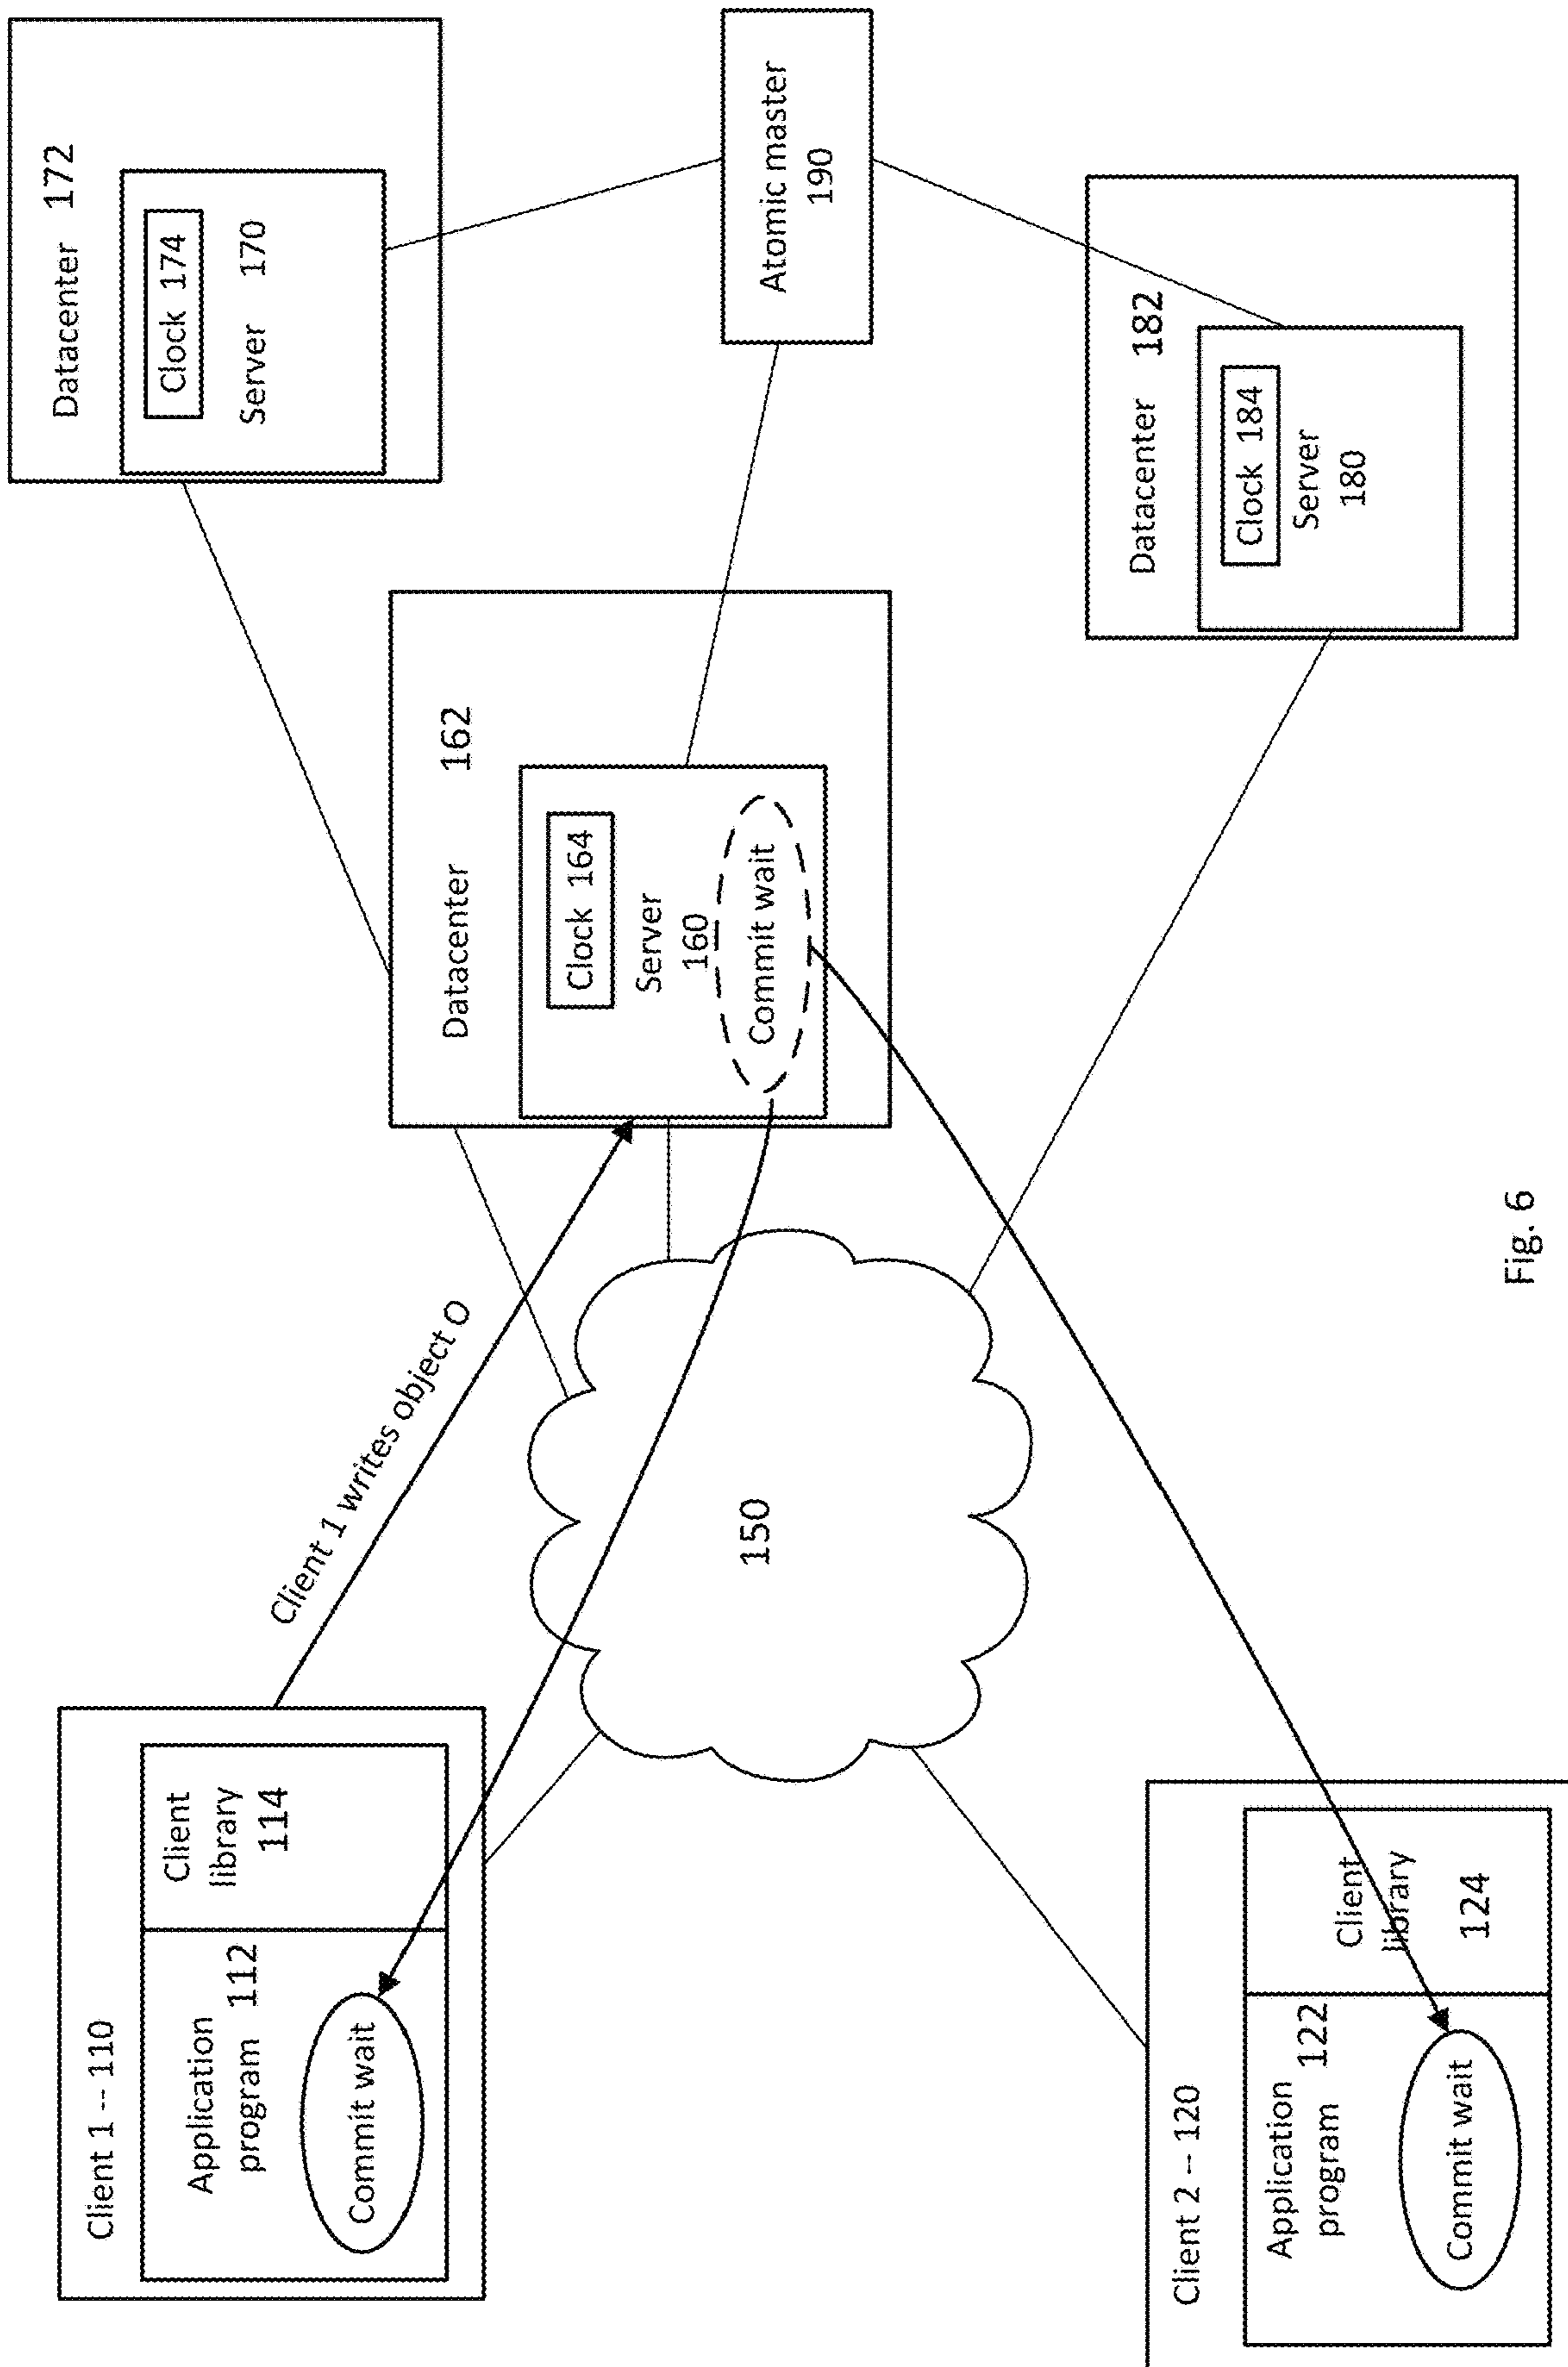 Client 1 -- 110
Application
program 112
Commit wait
Client
library
114
Client 1 writes object O
Client 2 -- 120
Application
program 122
Commit wait
Client
library
124
150
Datacenter 162
Clock 164
Server
160
Commit wait
Datacenter 172
Clock 174
Server 170
Atomic master
190
Datacenter 182
Clock 184
Server
180
Fig. 6